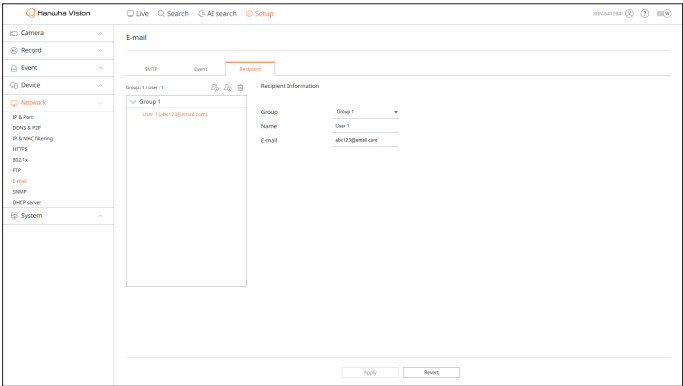 Hanwha Vision
Live Search AI search Setup
XRN-6410B4
Camera
Record
Event
Device
Network
IP & Port
DDNS & P2P
IP & MAC filtering
HTTPS
802.1x
FTP
E-mail
SNMP
DHCP server
System
E-mail
SMTP Event Recipient
Group : 1 / User : 1
Group 1
User 1 (abc123@email.com)
Recipient Information
Group Group 1
Name User 1
E-mail abc123@email.com
Apply Revert